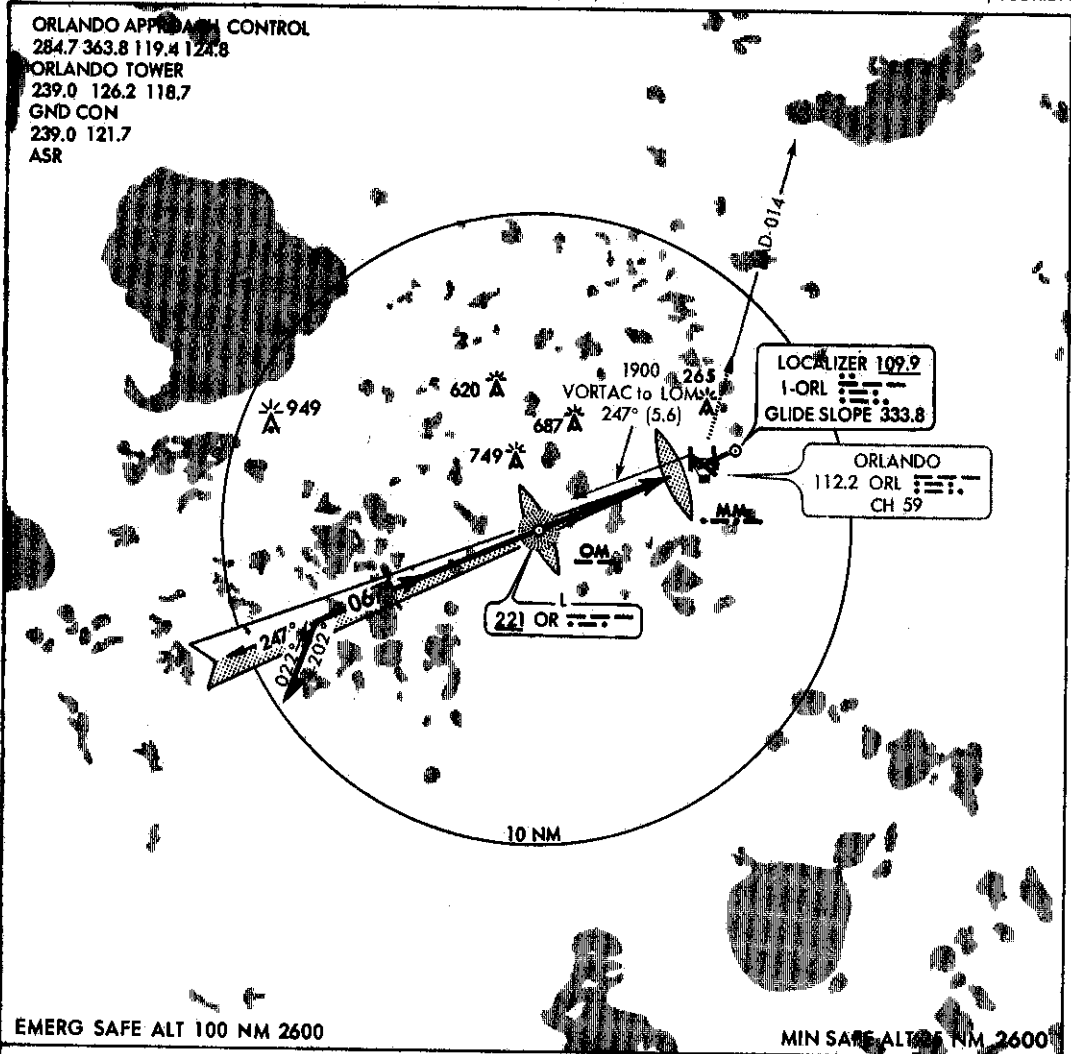 ORLANDO APPROACH CONTROL
284.7 363.8 119.4 124.8
ORLANDO TOWER
239.0 126.2 118.7
GND CON
239.0 121.7
ASR
RAD-014
LOCALIZER 109.9
I-ORL
GLIDE SLOPE 333.8
1900
VORTAC to LOM
247° (5.6)
265
620
949
687
749
ORLANDO
112.2 ORL
CH 59
MM
OM
L
221 OR
247°
022°
202°
10 NM
EMERG SAFE ALT 100 NM 2600
MIN SAFE ALT 25 NM 2600